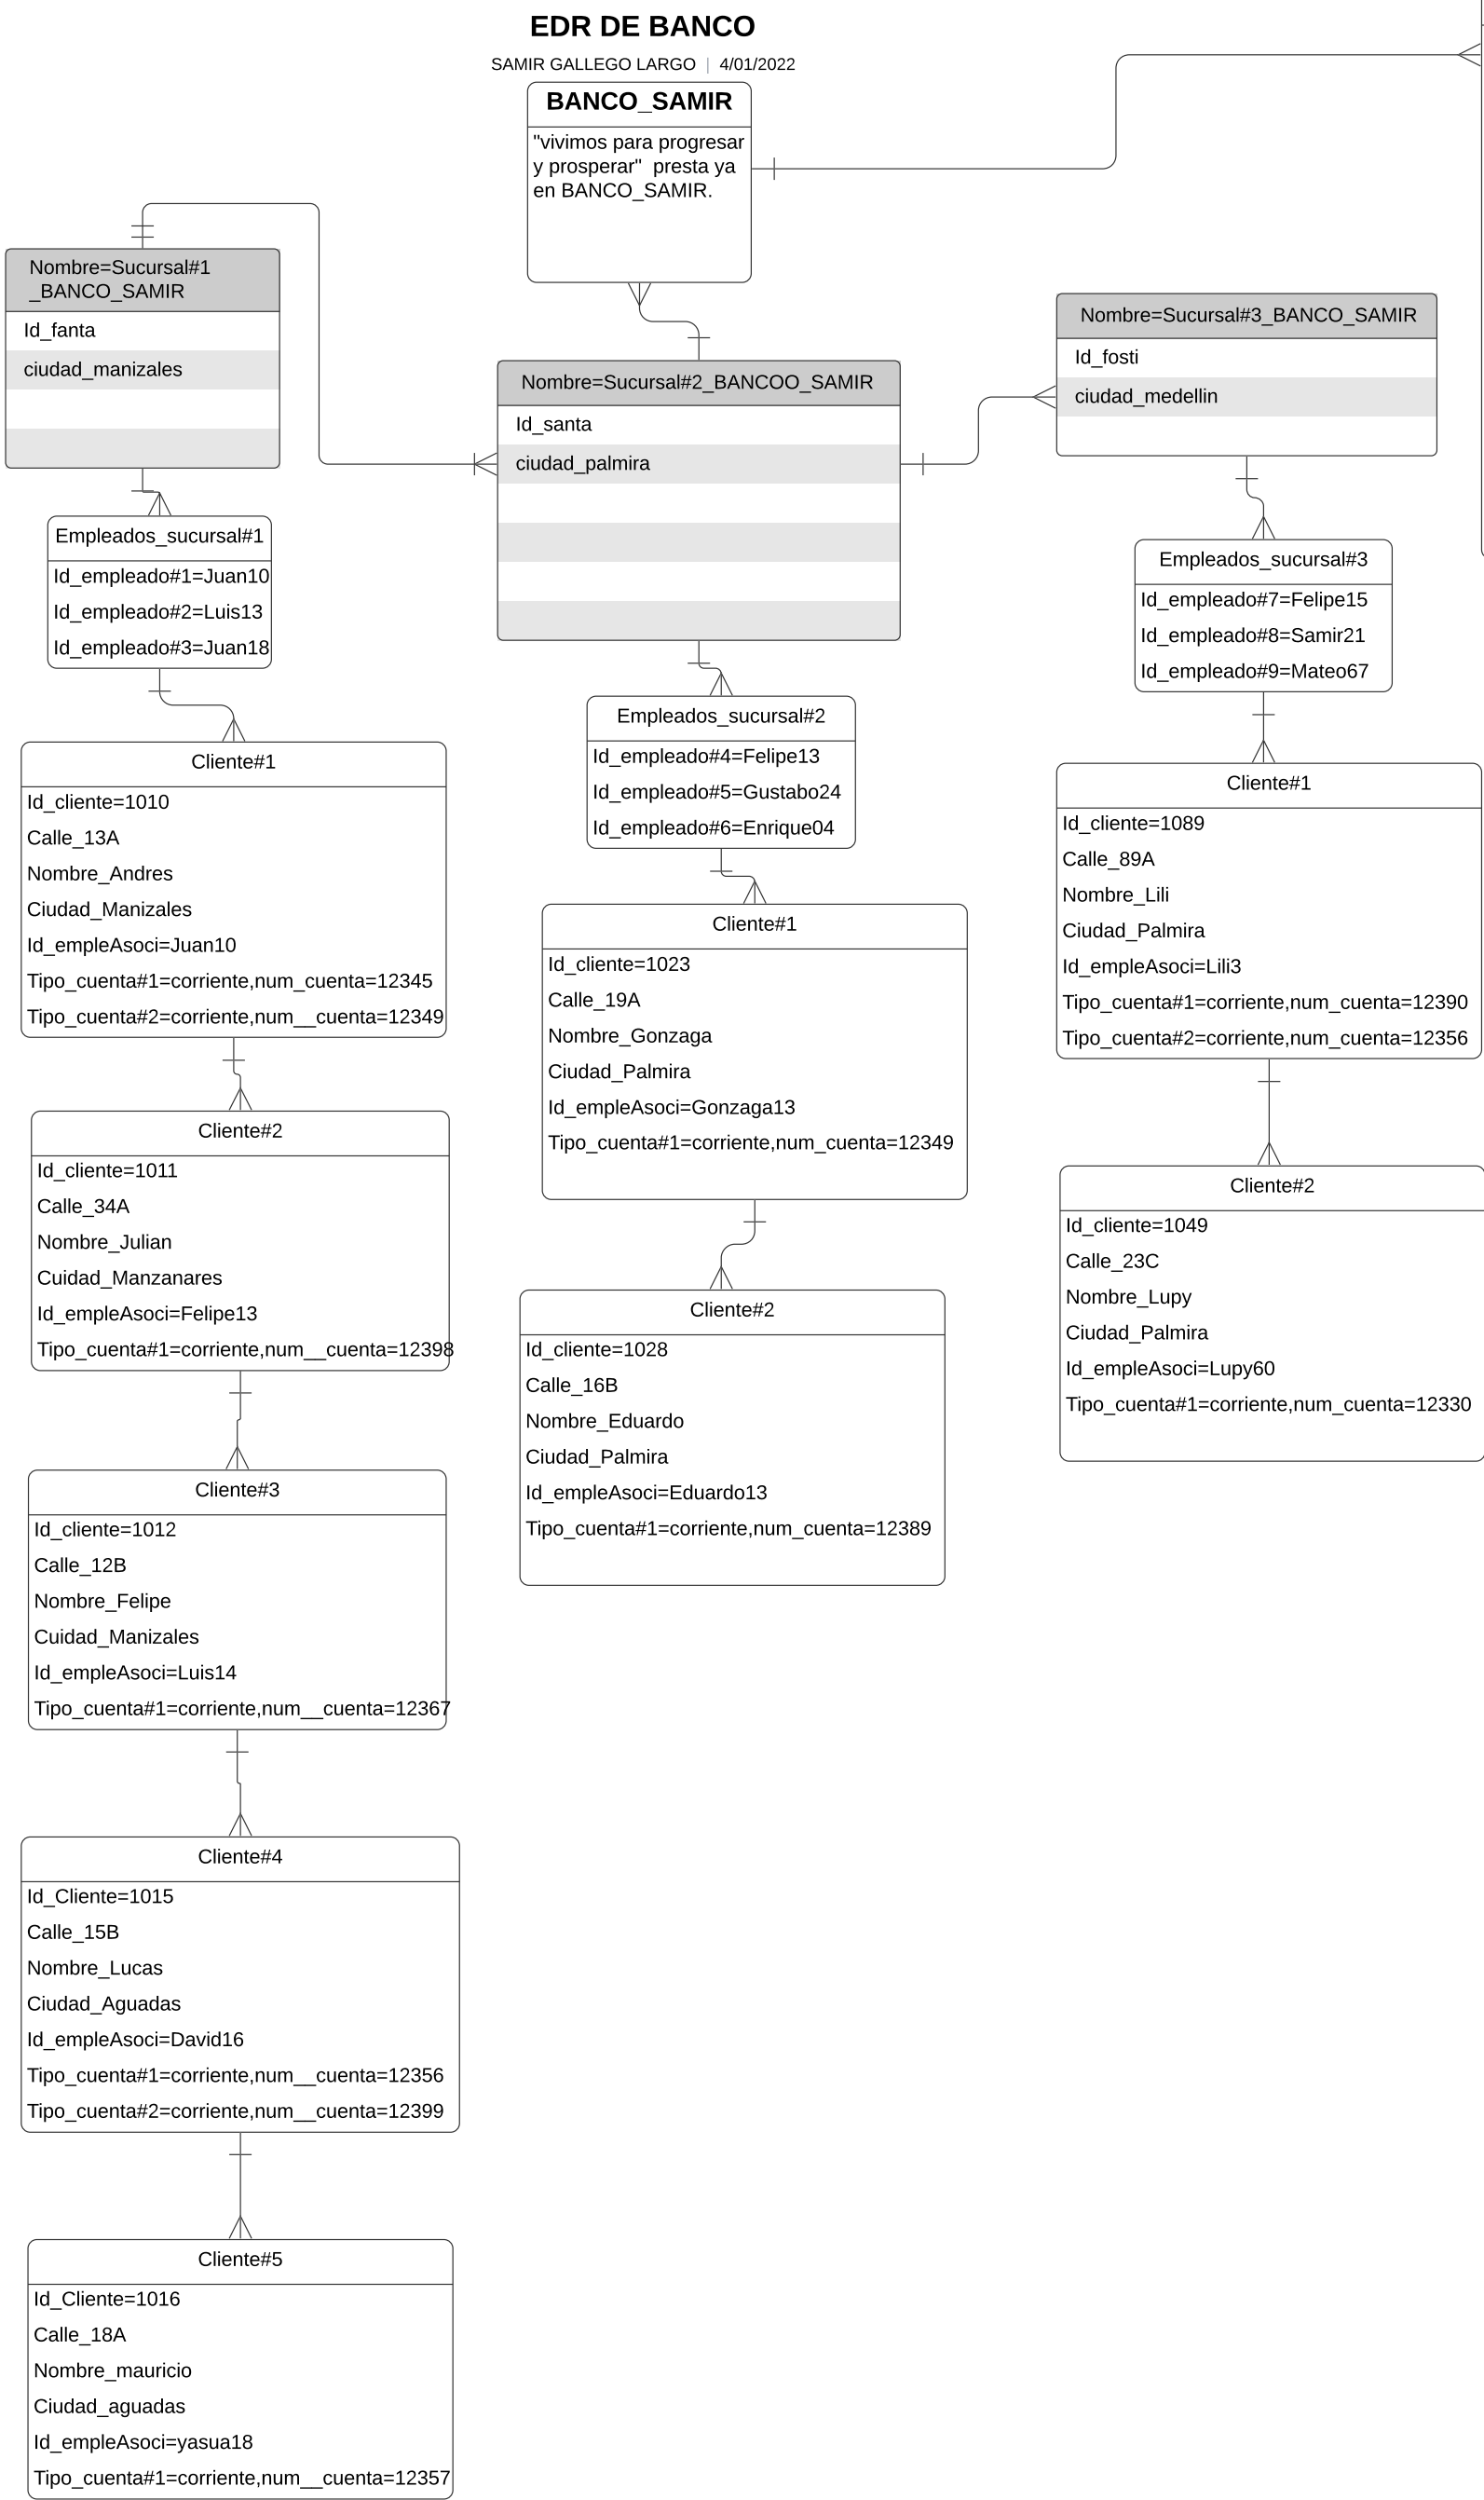 EDR DE BANCO
SAMIR GALLEGO LARGO | 4/01/2022
BANCO_SAMIR
"vivimos para progresar
y prosperar"  presta ya
en BANCO_SAMIR.
Nombre=Sucursal#1
_BANCO_SAMIR
Id_fanta
ciudad_manizales
Empleados_sucursal#1
Id_empleado#1=Juan10
Id_empleado#2=Luis13
Id_empleado#3=Juan18
Cliente#1
Id_cliente=1010
Calle_13A
Nombre_Andres
Ciudad_Manizales
Id_empleAsoci=Juan10
Tipo_cuenta#1=corriente,num_cuenta=12345
Tipo_cuenta#2=corriente,num__cuenta=12349
Cliente#2
Id_cliente=1011
Calle_34A
Nombre_Julian
Cuidad_Manzanares
Id_empleAsoci=Felipe13
Tipo_cuenta#1=corriente,num__cuenta=12398
Cliente#3
Id_cliente=1012
Calle_12B
Nombre_Felipe
Cuidad_Manizales
Id_empleAsoci=Luis14
Tipo_cuenta#1=corriente,num__cuenta=12367
Cliente#4
Id_Cliente=1015
Calle_15B
Nombre_Lucas
Ciudad_Aguadas
Id_empleAsoci=David16
Tipo_cuenta#1=corriente,num__cuenta=12356
Tipo_cuenta#2=corriente,num__cuenta=12399
Cliente#5
Id_Cliente=1016
Calle_18A
Nombre_mauricio
Ciudad_aguadas
Id_empleAsoci=yasua18
Tipo_cuenta#1=corriente,num__cuenta=12357
Nombre=Sucursal#2_BANCOO_SAMIR
Id_santa
ciudad_palmira
Empleados_sucursal#2
Id_empleado#4=Felipe13
Id_empleado#5=Gustabo24
Id_empleado#6=Enrique04
Cliente#1
Id_cliente=1023
Calle_19A
Nombre_Gonzaga
Ciudad_Palmira
Id_empleAsoci=Gonzaga13
Tipo_cuenta#1=corriente,num_cuenta=12349
Cliente#2
Id_cliente=1028
Calle_16B
Nombre_Eduardo
Ciudad_Palmira
Id_empleAsoci=Eduardo13
Tipo_cuenta#1=corriente,num_cuenta=12389
Nombre=Sucursal#3_BANCO_SAMIR
Id_fosti
ciudad_medellin
Empleados_sucursal#3
Id_empleado#7=Felipe15
Id_empleado#8=Samir21
Id_empleado#9=Mateo67
Cliente#1
Id_cliente=1089
Calle_89A
Nombre_Lili
Ciudad_Palmira
Id_empleAsoci=Lili3
Tipo_cuenta#1=corriente,num_cuenta=12390
Tipo_cuenta#2=corriente,num_cuenta=12356
Cliente#2
Id_cliente=1049
Calle_23C
Nombre_Lupy
Ciudad_Palmira
Id_empleAsoci=Lupy60
Tipo_cuenta#1=corriente,num_cuenta=12330